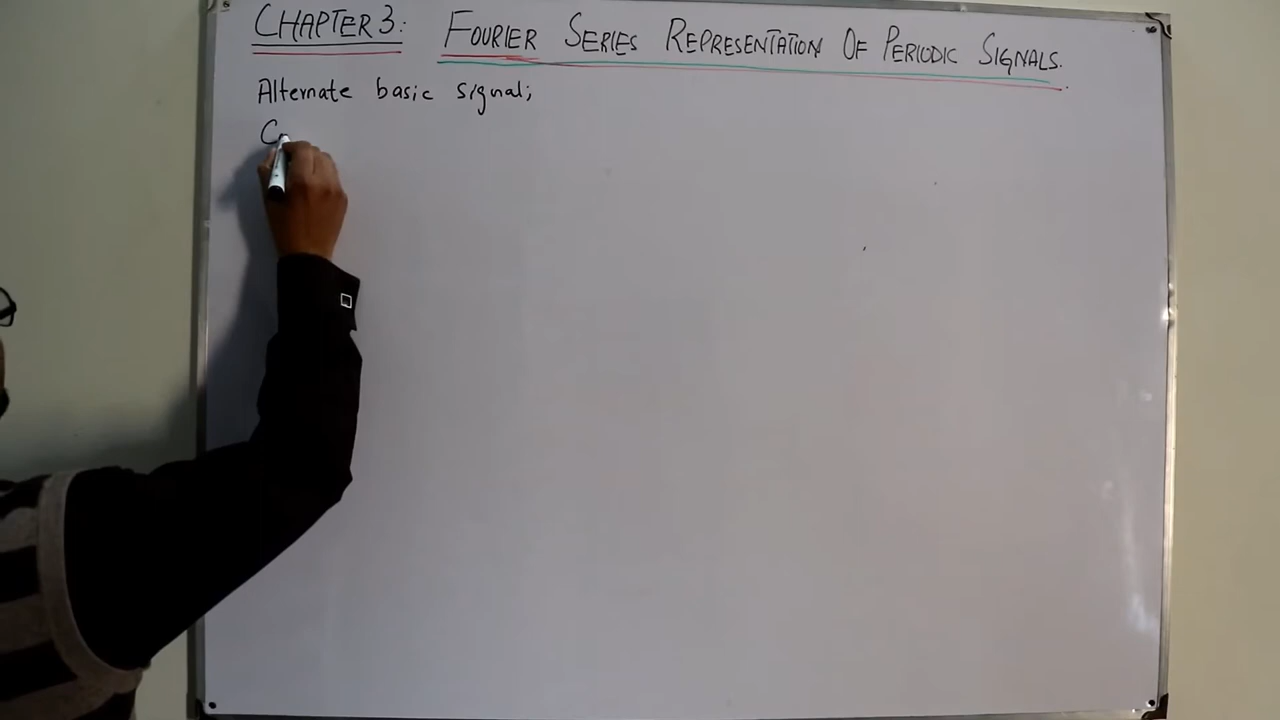 CHAPTER 3: FOURIER SERIES REPRESENTATION OF PERIODIC SIGNALS.
Alternate basic signal;
C